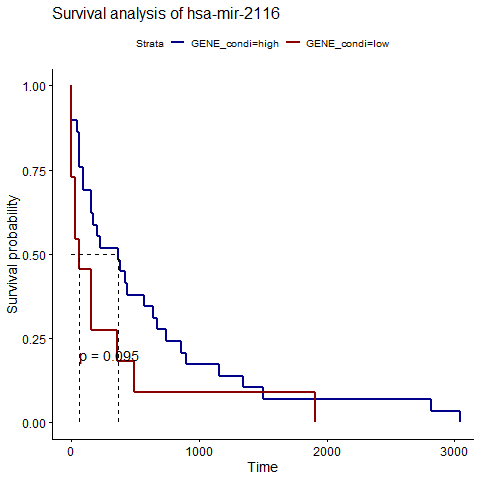 Survival analysis of hsa-mir-2116
Strata GENE_condi=high GENE_condi=low
1.00
0.75
0.50
0.25
0.00
Survival probability
p = 0.095
0 1000 2000 3000
Time